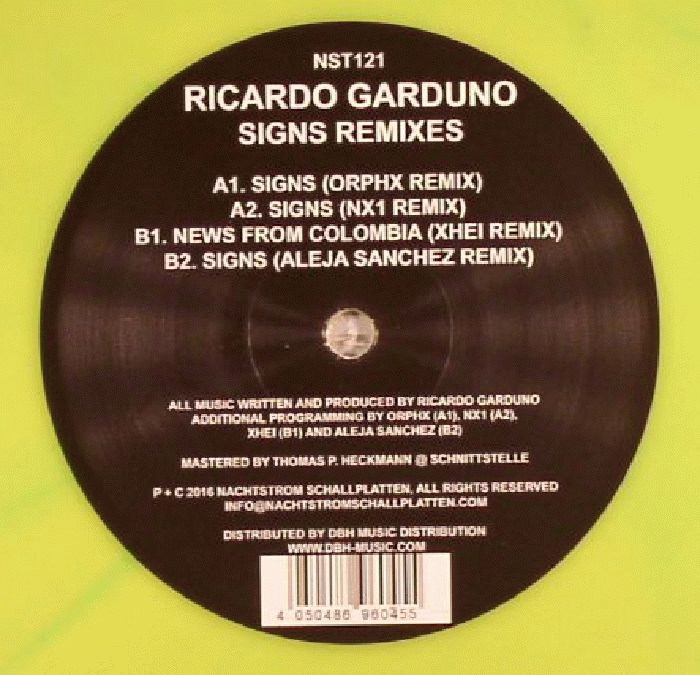 NST121
RICARDO GARDUNO
SIGNS REMIXES
A1. SIGNS (ORPHX REMIX)
A2. SIGNS (NX1 REMIX)
B1. NEWS FROM COLOMBIA (XHEI REMIX)
B2. SIGNS (ALEJA SANCHEZ REMIX)
ALL MUSIC WRITTEN AND PRODUCED BY RICARDO GARDUNO
ADDITIONAL PROGRAMMING BY ORPHX (A1), NX1 (A2),
XHEI (B1) AND ALEJA SANCHEZ (B2)
MASTERED BY THOMAS P. HECKMANN @ SCHNITTSTELLE
P + C 2016 NACHTSTROM SCHALLPLATTEN, ALL RIGHTS RESERVED
INFO@NACHTSTROMSCHALLPLATTEN.COM
DISTRIBUTED BY DBH MUSIC DISTRIBUTION
WWW.DBH-MUSIC.COM
4 050486 960455